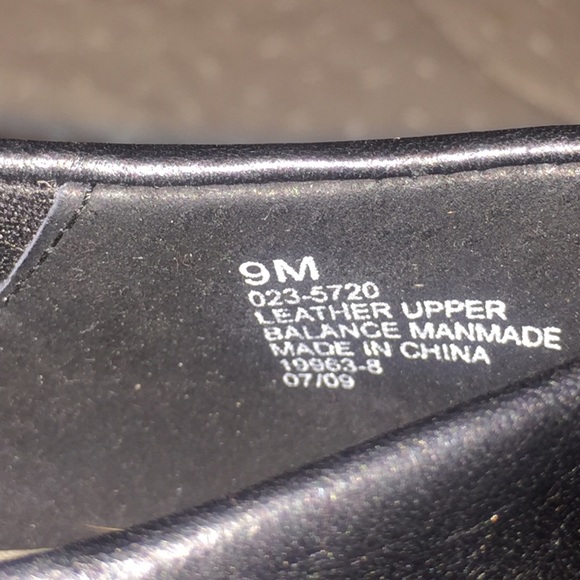 9M
023-5720
LEATHER UPPER
BALANCE MANMADE
MADE IN CHINA
19963-8
07/09